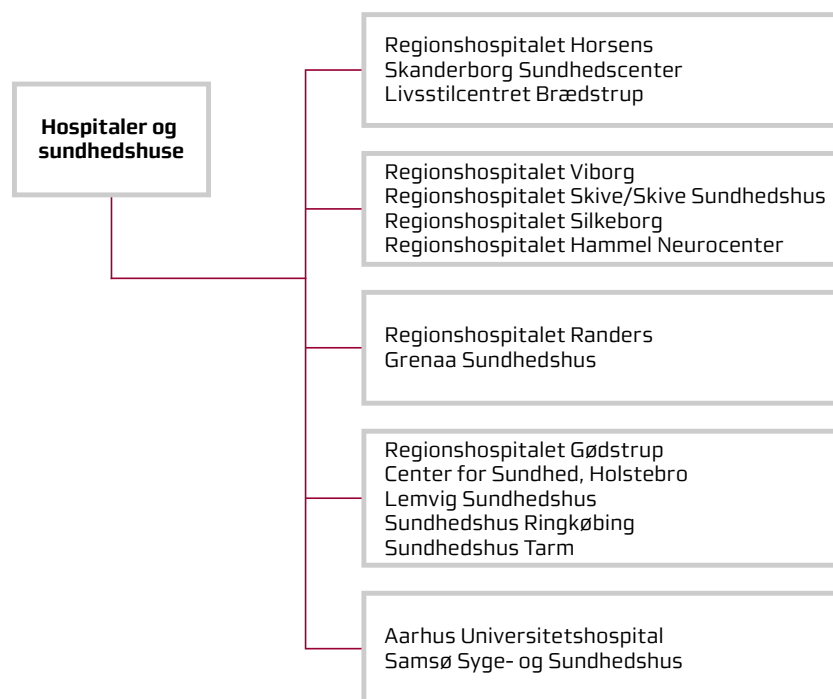 Hospitaler og
sundhedshuse
Regionshospitalet Horsens
Skanderborg Sundhedscenter
Livsstilcentret Brædstrup
Regionshospitalet Viborg
Regionshospitalet Skive/Skive Sundhedshus
Regionshospitalet Silkeborg
Regionshospitalet Hammel Neurocenter
Regionshospitalet Randers
Grenaa Sundhedshus
Regionshospitalet Gødstrup
Center for Sundhed, Holstebro
Lemvig Sundhedshus
Sundhedshus Ringkøbing
Sundhedshus Tarm
Aarhus Universitetshospital
Samsø Syge- og Sundhedshus